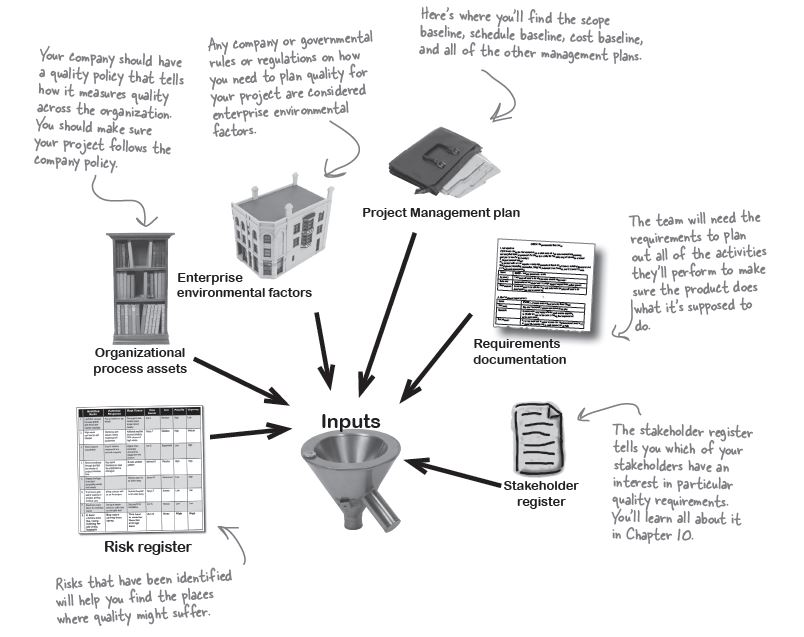 Here's where you'll find the scope
baseline, schedule baseline, cost baseline,
and all of the other management plans.
Any company or governmental
rules or regulations on how
you need to plan quality for
your project are considered
enterprise environmental
factors.
Your company should have
a quality policy that tells
how it measures quality
across the organization.
You should make sure
your project follows the
company policy.
Project Management plan
The team will need the
requirements to plan
out all of the activities
they'll perform to make
sure the product does
what it's supposed to
do.
Enterprise
environmental factors
Requirements
documentation
Organizational
process assets
Inputs
The stakeholder register
tells you which of your
stakeholders have an
interest in particular
quality requirements.
You'll learn all about it
in Chapter 10.
Stakeholder
register
Risk register
Risks that have been identified
will help you find the places
where quality might suffer.